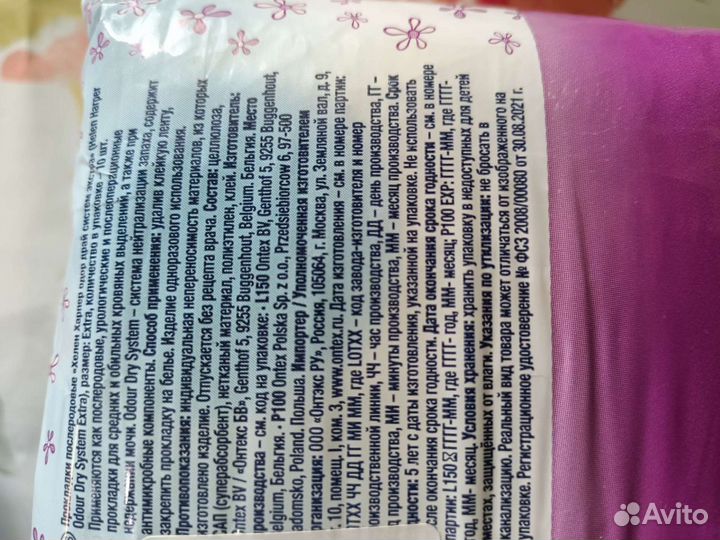 Прокладки послеродовые «Хелен Харпер одор драй систем экстра» (Helen Harper
Odour Dry System Extra), размер: Extra, количество в упаковке – 10 шт.
Применяются как послеродовые, урологические и послеоперационные
прокладки для средних и обильных кровяных выделений, а также при
недержании мочи. Odour Dry System – система нейтрализации запаха, содержит
антимикробные компоненты. Способ применения: удалив клейкую ленту,
закрепить прокладку на белье. Изделие одноразового использования.
Противопоказания: индивидуальная непереносимость материалов, из которых
изготовлено изделие. Отпускается без рецепта врача. Состав: целлюлоза,
САП (суперабсорбент), нетканый материал, полиэтилен, клей. Изготовитель:
Ontex BV / «Онтекс БВ», Genthof 5, 9255 Buggenhout, Belgium. Бельгия. Место
производства – см. код на упаковке: - L150 Ontex BV, Genthof 5, 9255 Buggenhout,
Belgium, Бельгия. - P100 Ontex Polska Sp. z o.o., Przedsiebiorcow 6, 97-500
Radomsko, Poland. Польша. Импортер / Уполномоченная изготовителем
организация: ООО «Онтэкс РУ», Россия, 105064, г. Москва, ул. Земляной вал, д. 9,
10, помещ. I, ком. 3, www.ontex.ru. Дата изготовления – см. в номере партии:
LOTXX ЧЧ ДД ГГ МИ ММ, где LOTXX – код завода-изготовителя и номер
производственной линии, ЧЧ – час производства, ДД – день производства, ГГ –
производства, МИ – минуты производства, ММ – месяц производства. Срок
годности: 5 лет с даты изготовления, указанной на упаковке. Не использовать
после окончания срока годности. Дата окончания срока годности – см. в номере
партии: L150 ГГГГ-ММ, где ГГГГ- год, ММ- месяц; P100 EXP: ГГГГ-ММ, где ГГГГ-
год, ММ- месяц. Условия хранения: хранить упаковку в недоступных для детей
местах, защищённых от влаги. Указания по утилизации: не бросать в
канализацию. Реальный вид товара может отличаться от изображенного на
упаковке. Регистрационное удостоверение № ФСЗ 2008/00080 от 30.08.2021 г.
Avito